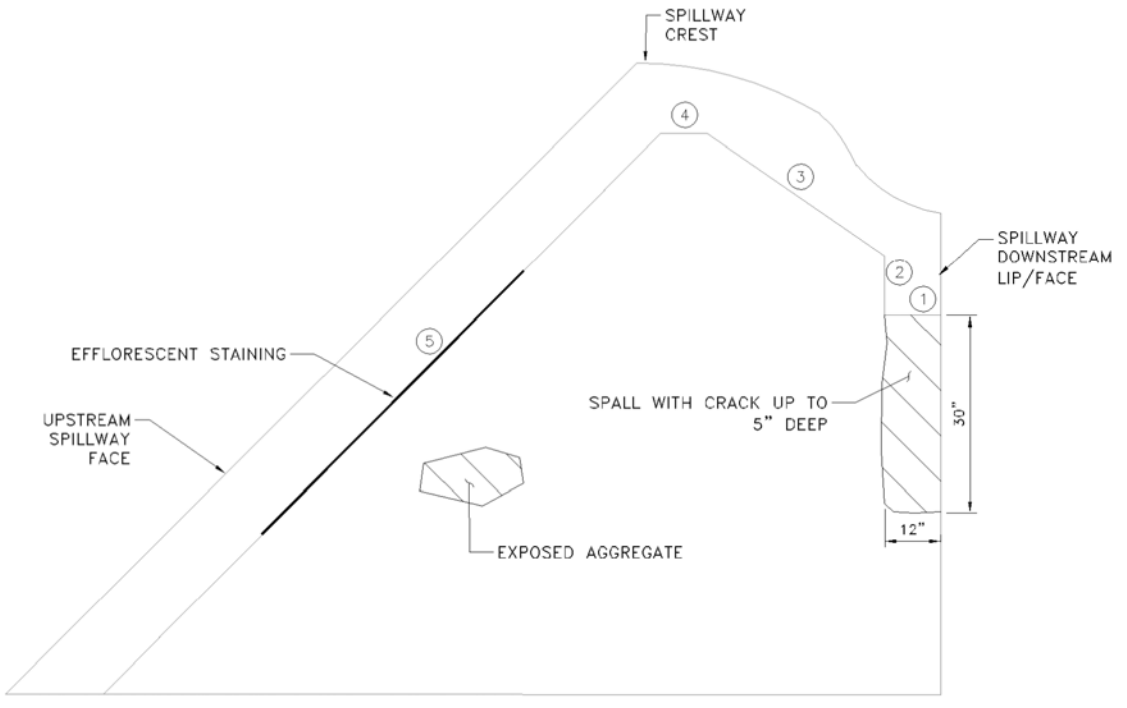 SPILLWAY
CREST
4
3
SPILLWAY
DOWNSTREAM
LIP/FACE
2
1
5
EFFLORESCENT STAINING
SPALL WITH CRACK UP TO
5" DEEP
30"
UPSTREAM
SPILLWAY
FACE
12"
EXPOSED AGGREGATE